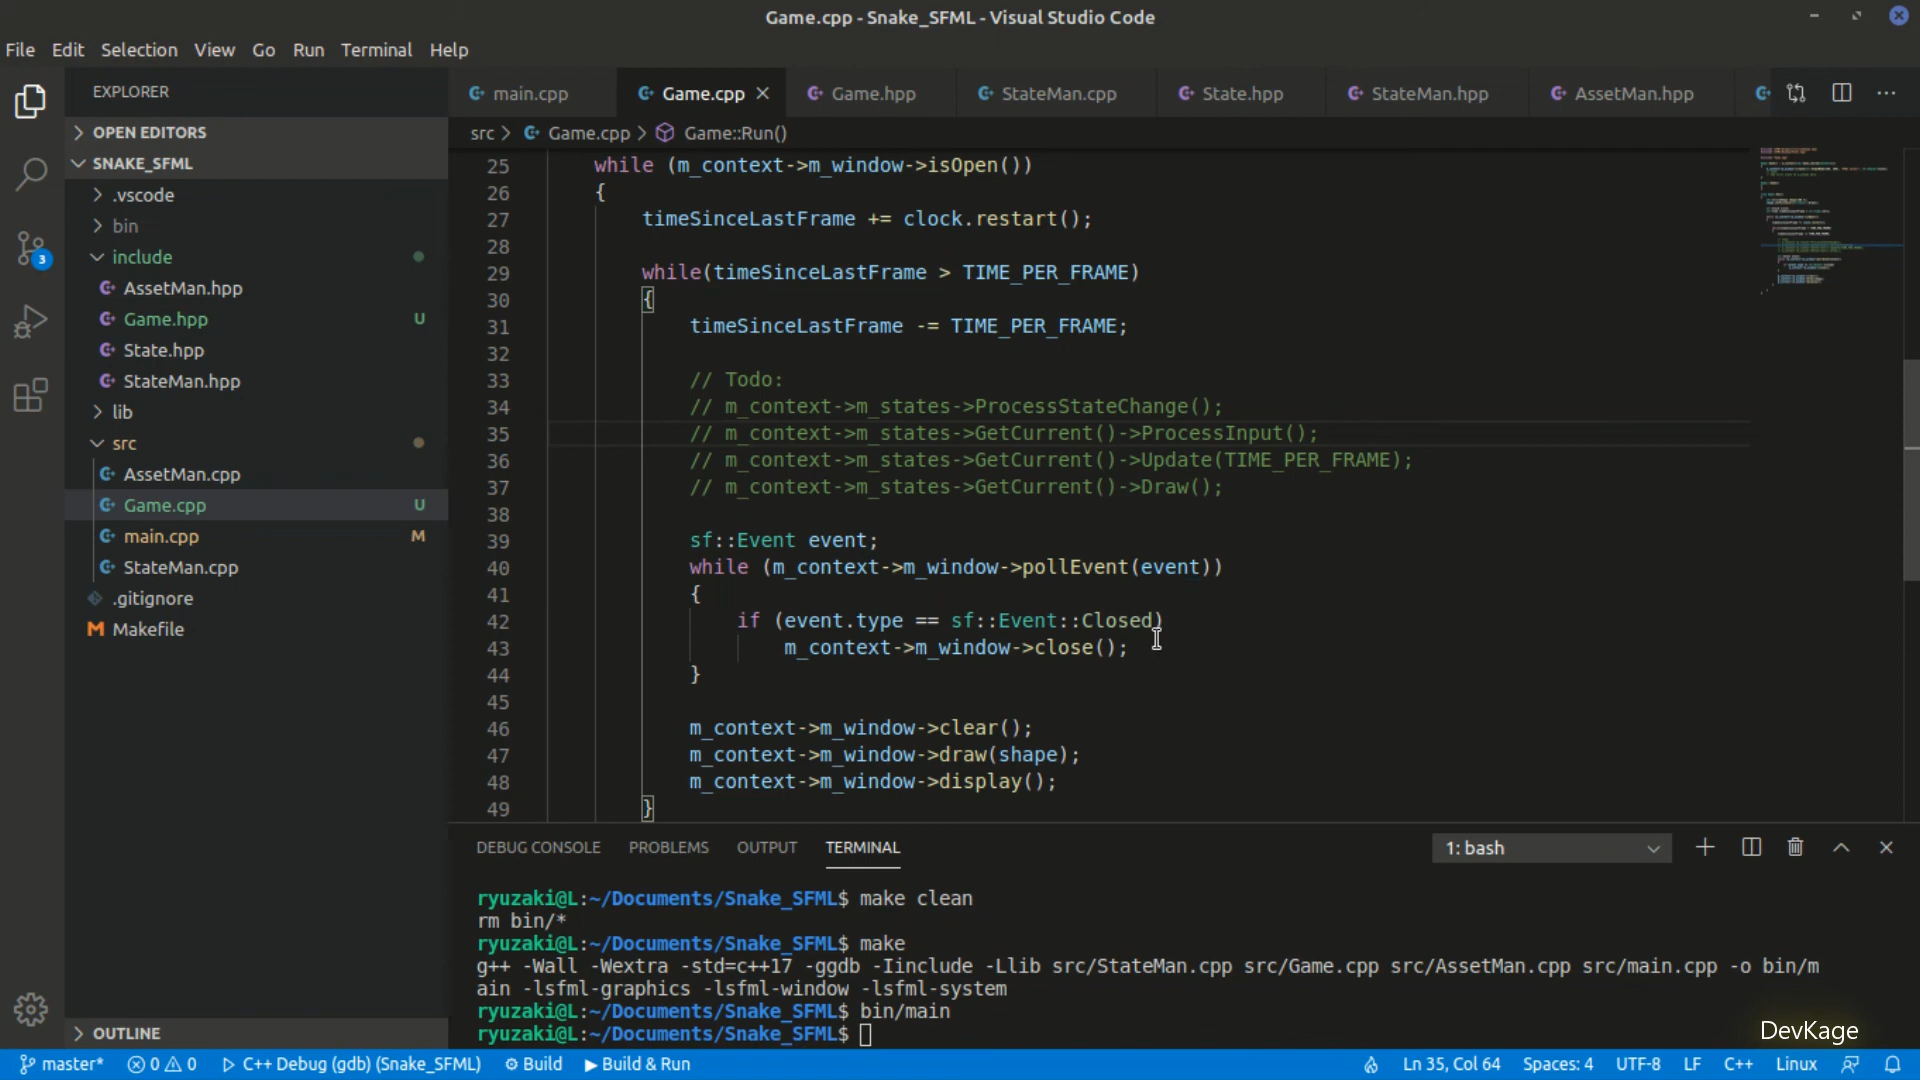 Game.cpp - Snake_SFML - Visual Studio Code
File Edit Selection View Go Run Terminal Help
EXPLORER
OPEN EDITORS
SNAKE_SFML
.vscode
bin
include
AssetMan.hpp
Game.hpp U
State.hpp
StateMan.hpp
lib
src
AssetMan.cpp
Game.cpp U
main.cpp M
StateMan.cpp
.gitignore
Makefile
OUTLINE
3
main.cpp Game.cpp Game.hpp StateMan.cpp State.hpp StateMan.hpp AssetMan.hpp
src > Game.cpp > Game::Run()
25 while (m_context->m_window->isOpen())
26 {
27 timeSinceLastFrame += clock.restart();
28
29 while(timeSinceLastFrame > TIME_PER_FRAME)
30 {
31 timeSinceLastFrame -= TIME_PER_FRAME;
32
33 // Todo:
34 // m_context->m_states->ProcessStateChange();
35 // m_context->m_states->GetCurrent()->ProcessInput();
36 // m_context->m_states->GetCurrent()->Update(TIME_PER_FRAME);
37 // m_context->m_states->GetCurrent()->Draw();
38
39 sf::Event event;
40 while (m_context->m_window->pollEvent(event))
41 {
42 if (event.type == sf::Event::Closed)
43 m_context->m_window->close();
44 }
45
46 m_context->m_window->clear();
47 m_context->m_window->draw(shape);
48 m_context->m_window->display();
49 }
DEBUG CONSOLE PROBLEMS OUTPUT TERMINAL 1: bash
ryuzaki@L:~/Documents/Snake_SFML$ make clean
rm bin/*
ryuzaki@L:~/Documents/Snake_SFML$ make
g++ -Wall -Wextra -std=c++17 -ggdb -Iinclude -Llib src/StateMan.cpp src/Game.cpp src/AssetMan.cpp src/main.cpp -o bin/m
ain -lsfml-graphics -lsfml-window -lsfml-system
ryuzaki@L:~/Documents/Snake_SFML$ bin/main
ryuzaki@L:~/Documents/Snake_SFML$
DevKage
master* 0 0 C++ Debug (gdb) (Snake_SFML) Build Build & Run Ln 35, Col 64 Spaces: 4 UTF-8 LF C++ Linux